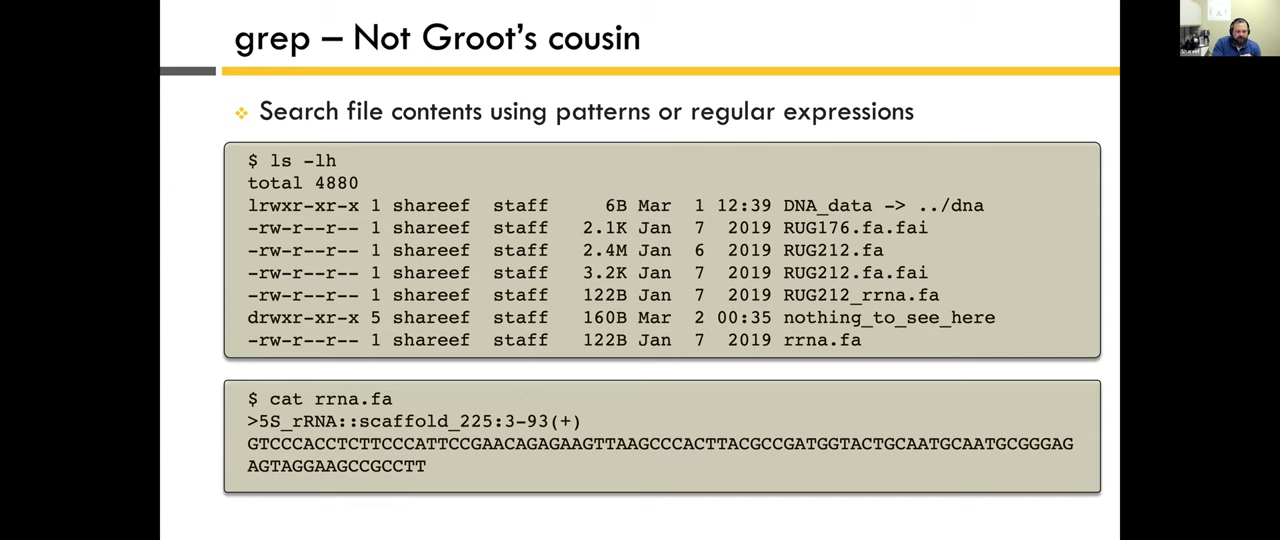 grep – Not Groot's cousin
Search file contents using patterns or regular expressions
$ ls -lh
total 4880
lrwxr-xr-x 1 shareef staff 6B Mar 1 12:39 DNA_data -> ../dna
-rw-r--r-- 1 shareef staff 2.1K Jan 7 2019 RUG176.fa.fai
-rw-r--r-- 1 shareef staff 2.4M Jan 6 2019 RUG212.fa
-rw-r--r-- 1 shareef staff 3.2K Jan 7 2019 RUG212.fa.fai
-rw-r--r-- 1 shareef staff 122B Jan 7 2019 RUG212_rrna.fa
drwxr-xr-x 5 shareef staff 160B Mar 2 00:35 nothing_to_see_here
-rw-r--r-- 1 shareef staff 122B Jan 7 2019 rrna.fa
$ cat rrna.fa
>5S_rRNA::scaffold_225:3-93(+)
GTCCCACCTCTTCCCATTCCGAACAGAGAAGTTAAGCCCACTTACGCCGATGGTACTGCAATGCAATGCGGGAG
AGTAGGAAGCCGCCTT
Shareef